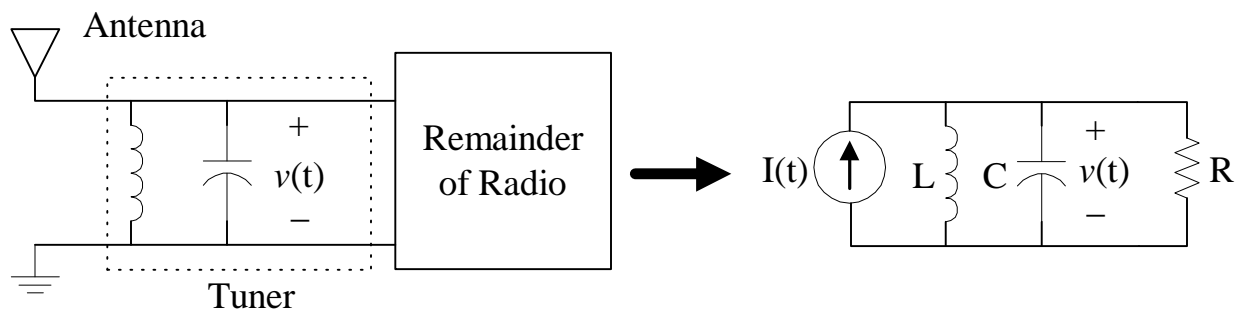 Antenna
+
v(t)
−
Tuner
Remainder
of Radio
I(t)
L
C
+
v(t)
−
R